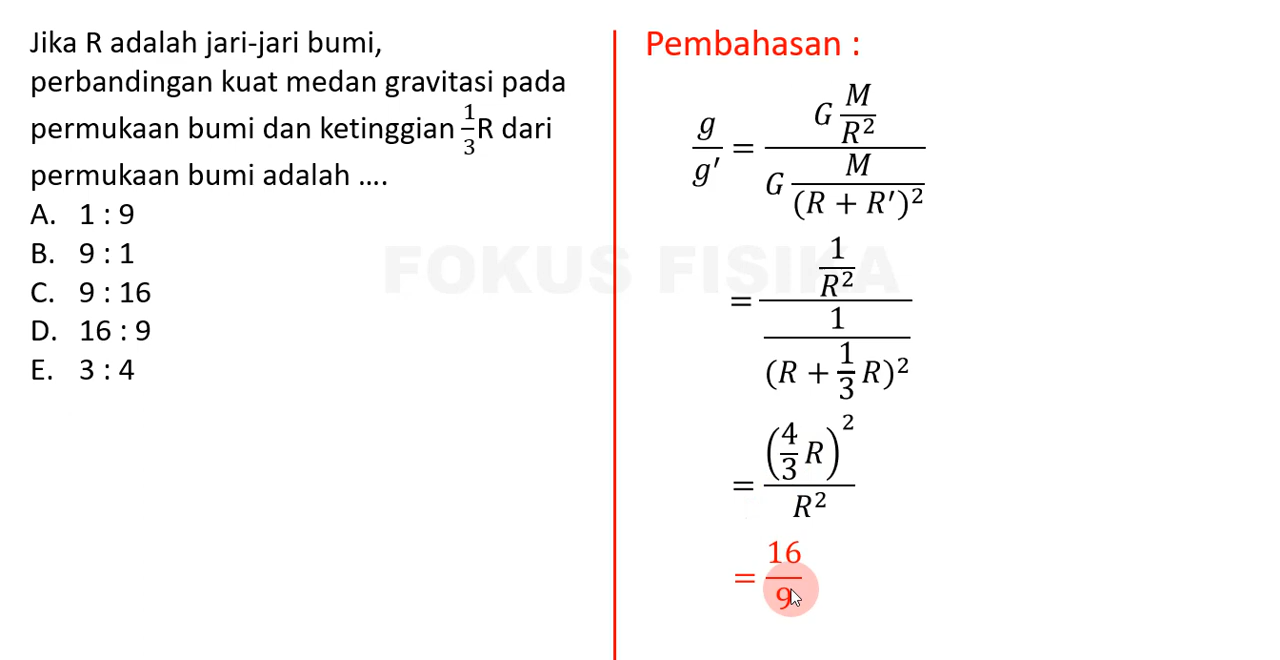 Jika R adalah jari-jari bumi,
perbandingan kuat medan gravitasi pada
permukaan bumi dan ketinggian 1/3 R dari
permukaan bumi adalah ....
A. 1 : 9
B. 9 : 1
C. 9 : 16
D. 16 : 9
E. 3 : 4
FOKUS FISIKA
Pembahasan :
g/g' = (G M/R²)/(G M/(R + R')²)
= (1/R²)/(1/(R + 1/3 R)²)
= (4/3 R)²/R²
= 16/9